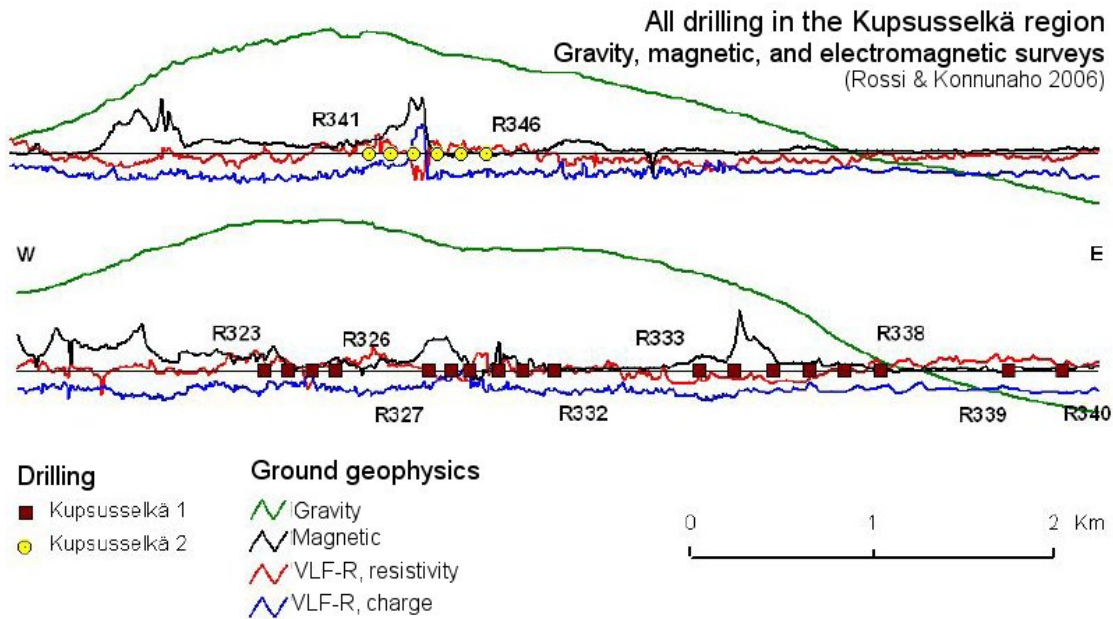 All drilling in the Kupsusselkä region
Gravity, magnetic, and electromagnetic surveys
(Rossi & Konnunaho 2006)
R341
R346
W
E
R323
R326
R333
R338
R327
R332
R339
R340
Drilling
Kupsusselkä 1
Kupsusselkä 2
Ground geophysics
Gravity
Magnetic
VLF-R, resistivity
VLF-R, charge
0 1 2 Km